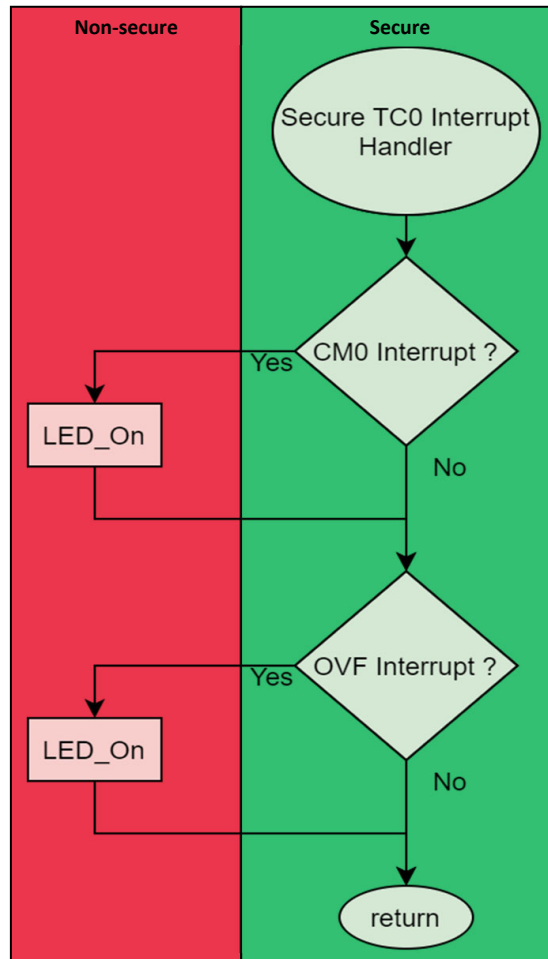 Non-secure
Secure
Secure TC0 Interrupt
Handler
CM0 Interrupt ?
Yes
LED_On
No
OVF Interrupt ?
Yes
LED_On
No
return